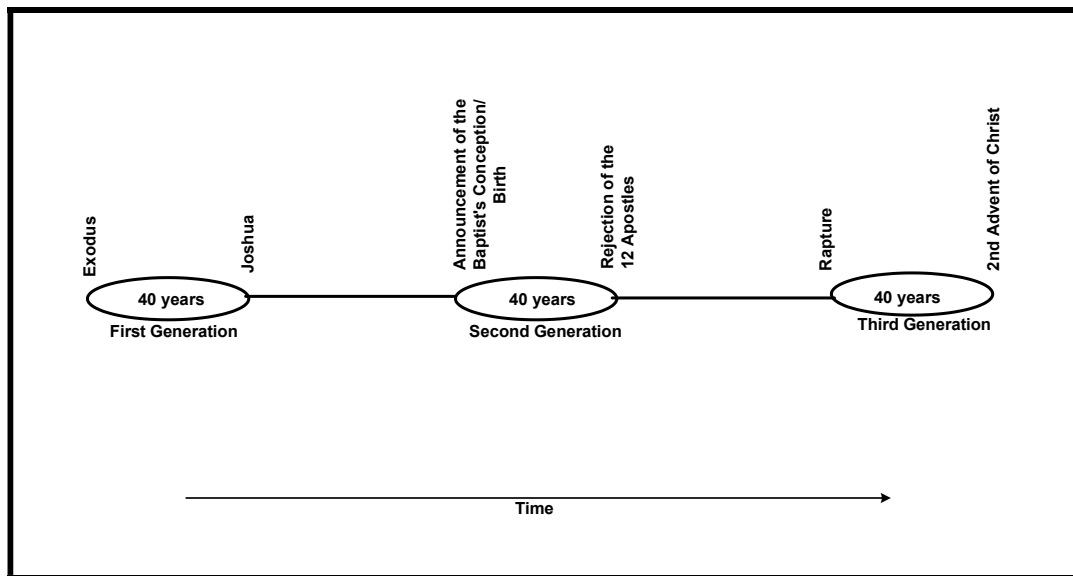 Exodus
Joshua
Announcement of the
Baptist's Conception/
Birth
Rejection of the
12 Apostles
Rapture
2nd Advent of Christ
40 years
40 years
40 years
First Generation
Second Generation
Third Generation
Time